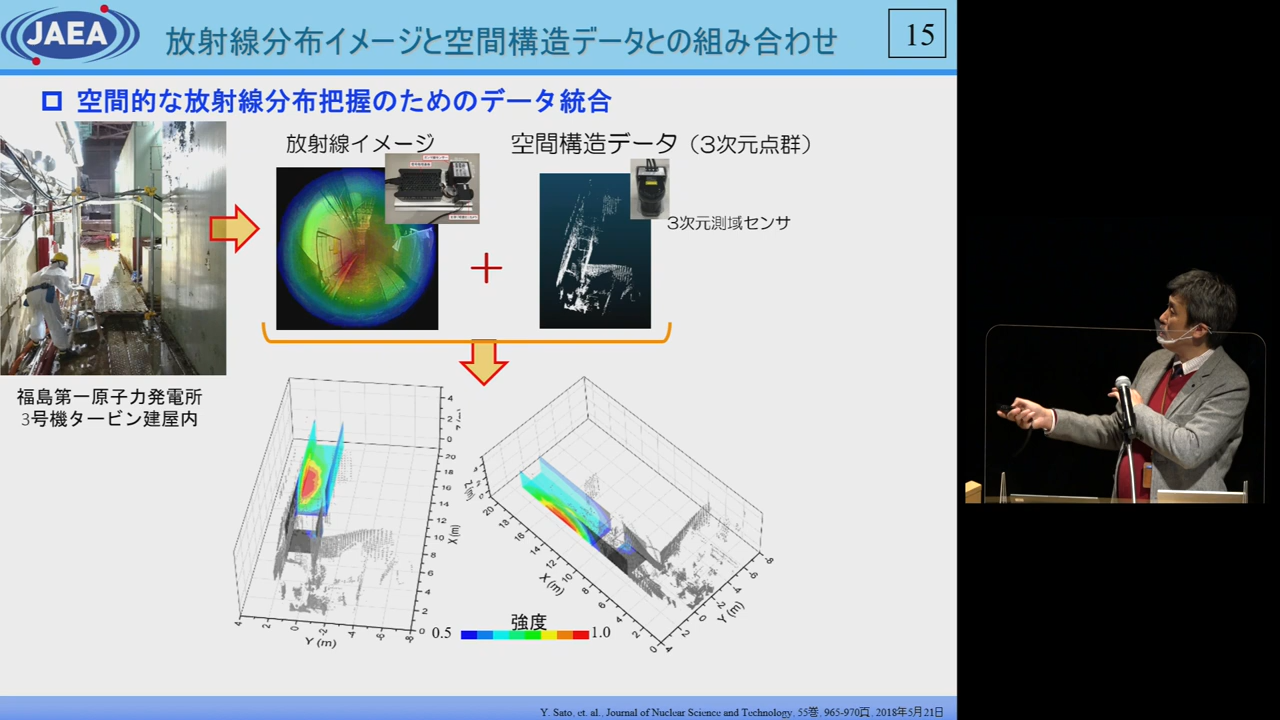 JAEA
放射線分布イメージと空間構造データとの組み合わせ
15
空間的な放射線分布把握のためのデータ統合
放射線イメージ
空間構造データ（3次元点群）
3次元測域センサ
福島第一原子力発電所
3号機タービン建屋内
Y (m)
X (m)
X (m)
Y (m)
強度
0.5
1.0
Y. Sato, et. al., Journal of Nuclear Science and Technology, 55巻, 965-970頁, 2018年5月21日